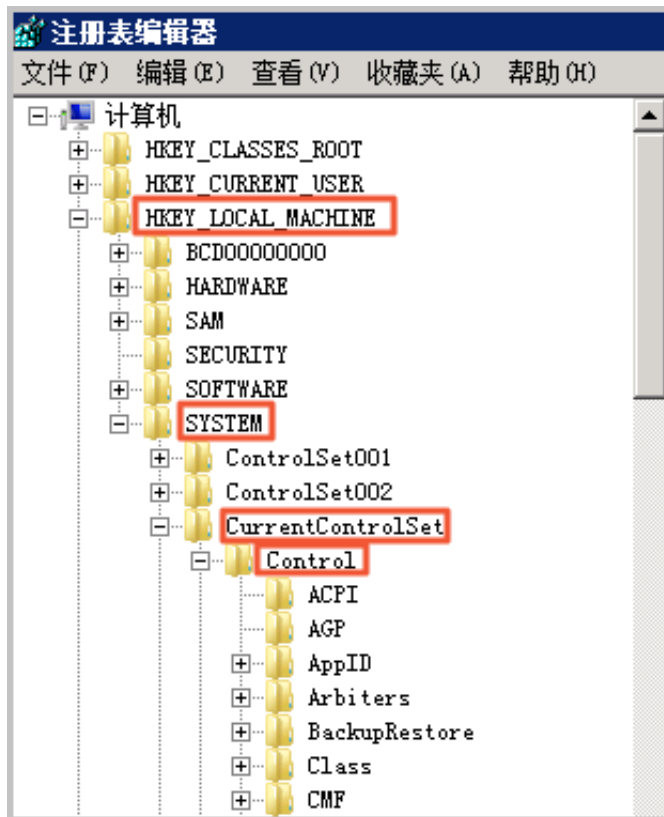 注册表编辑器
文件(F) 编辑(E) 查看(V) 收藏夹(A) 帮助(H)
计算机
HKEY_CLASSES_ROOT
HKEY_CURRENT_USER
HKEY_LOCAL_MACHINE
BCD00000000
HARDWARE
SAM
SECURITY
SOFTWARE
SYSTEM
ControlSet001
ControlSet002
CurrentControlSet
Control
ACPI
AGP
AppID
Arbiters
BackupRestore
Class
CMF